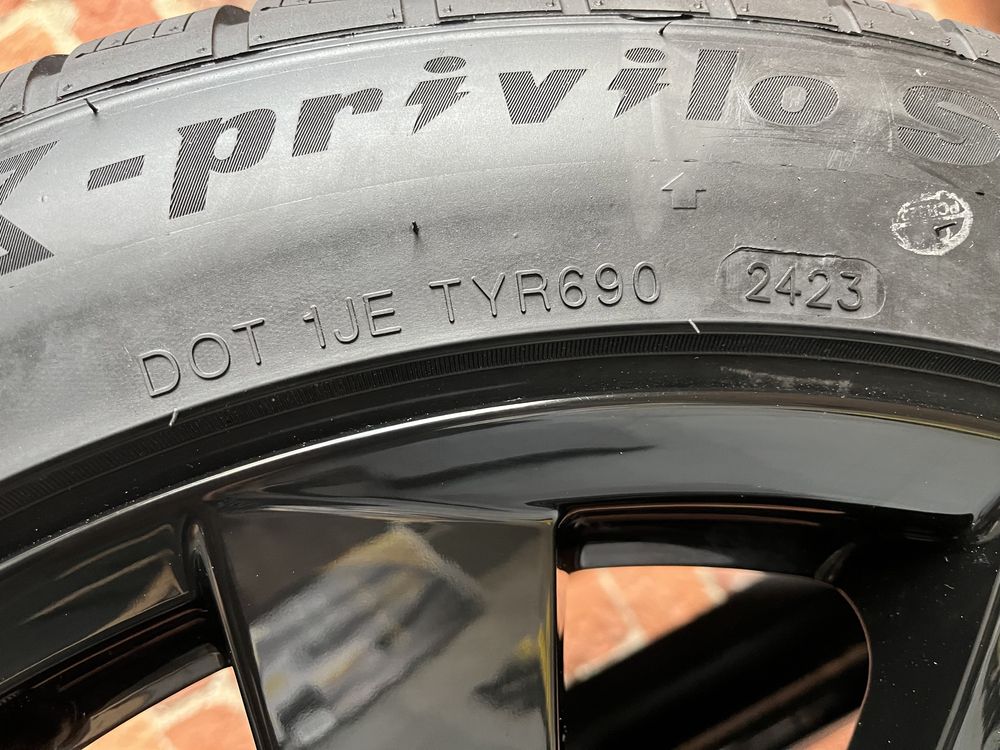 X-privilo S
DOT 1JE TYR690 2423